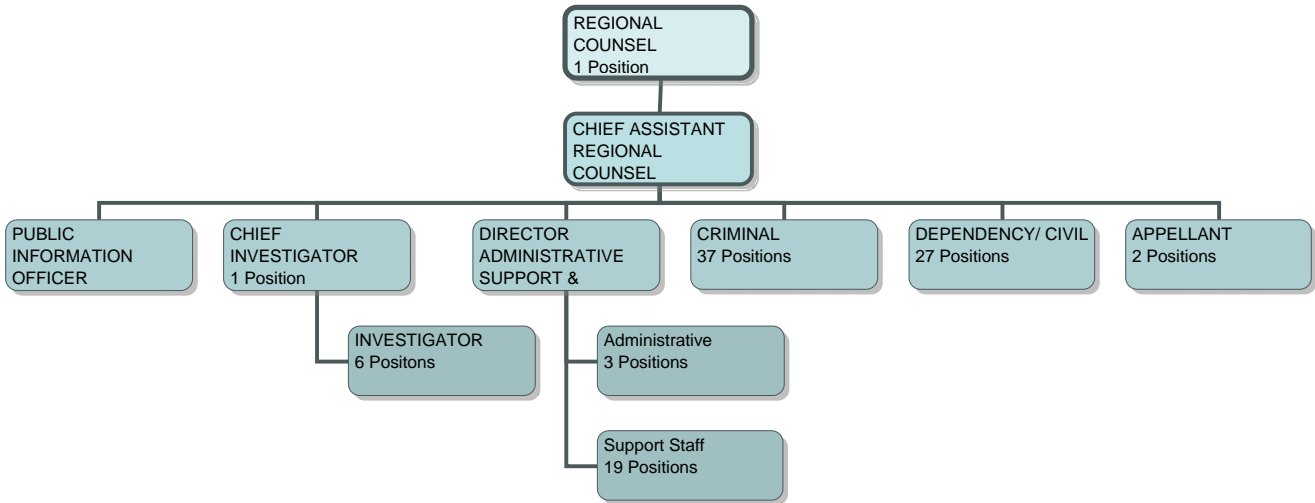 REGIONAL
COUNSEL
1 Position
CHIEF ASSISTANT
REGIONAL
COUNSEL
PUBLIC
INFORMATION
OFFICER
CHIEF
INVESTIGATOR
1 Position
DIRECTOR
ADMINISTRATIVE
SUPPORT &
CRIMINAL
37 Positions
DEPENDENCY/ CIVIL
27 Positions
APPELLANT
2 Positions
INVESTIGATOR
6 Positons
Administrative
3 Positions
Support Staff
19 Positions